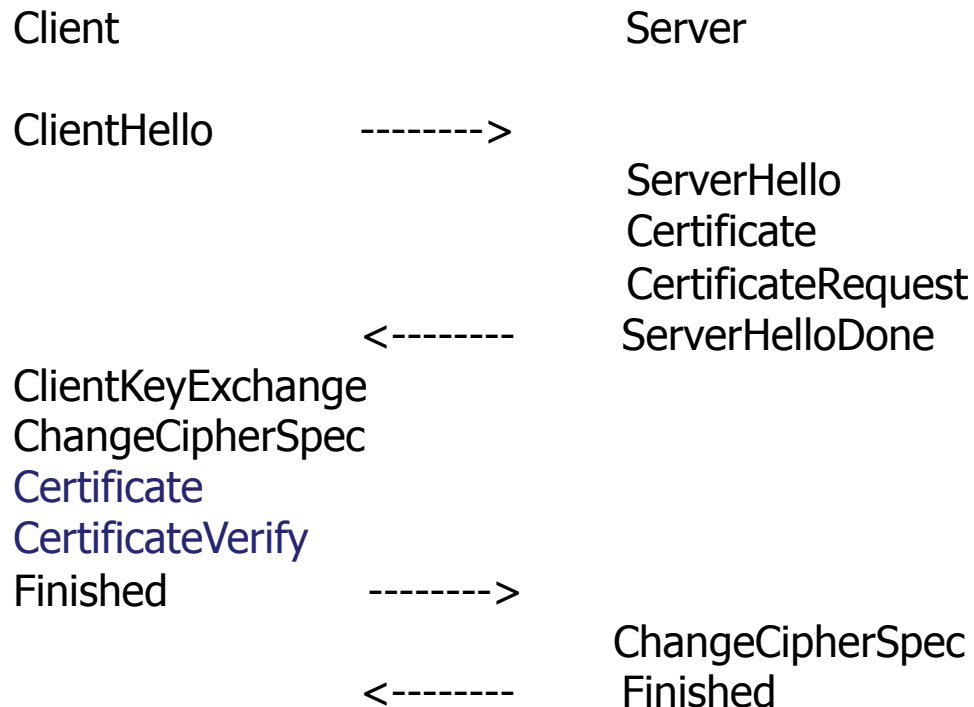 Client Server
ClientHello -------->
ServerHello
Certificate
CertificateRequest
<-------- ServerHelloDone
ClientKeyExchange
ChangeCipherSpec
Certificate
CertificateVerify
Finished -------->
ChangeCipherSpec
<-------- Finished